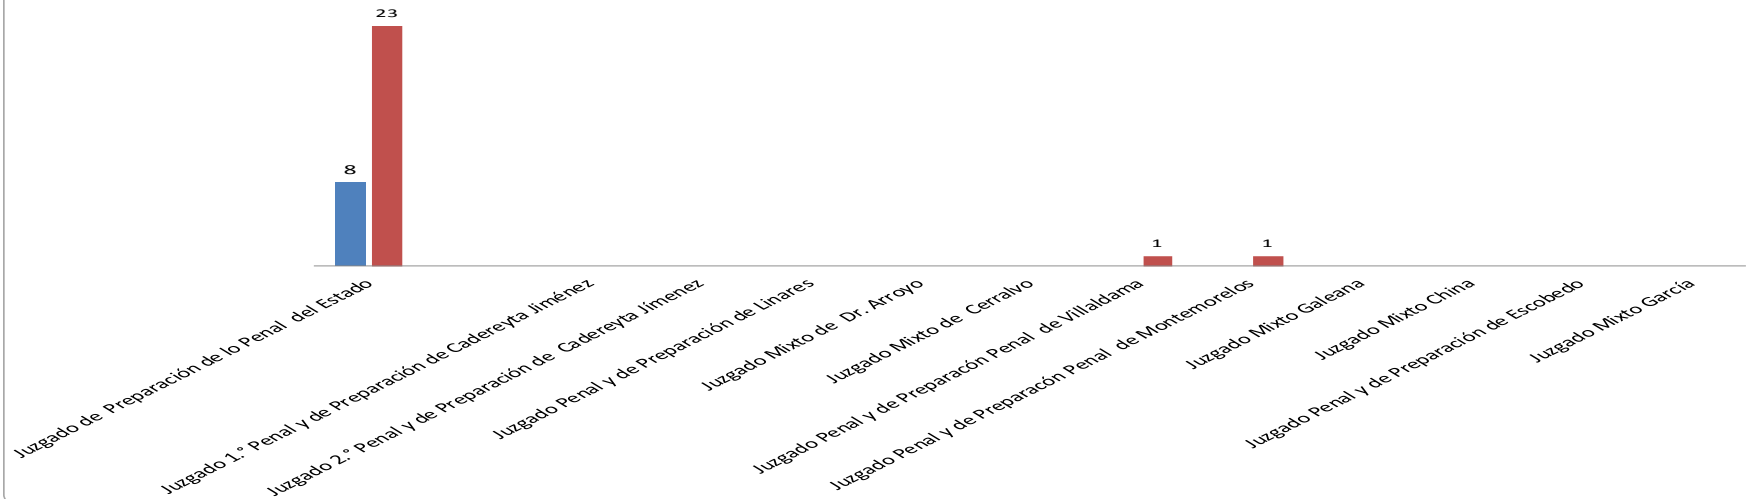 23
8
1
1
Juzgado de Preparación de lo Penal del Estado
Juzgado 1.° Penal y de Preparación de Cadereyta Jiménez
Juzgado 2.° Penal y de Preparación de Cadereyta Jímenez
Juzgado Penal y de Preparación de Linares
Juzgado Mixto de Dr. Arroyo
Juzgado Mixto de Cerralvo
Juzgado Penal y de Preparacón Penal de Villaldama
Juzgado Penal y de Preparacón Penal de Montemorelos
Juzgado Mixto Galeana
Juzgado Mixto China
Juzgado Penal y de Preparación de Escobedo
Juzgado Mixto García